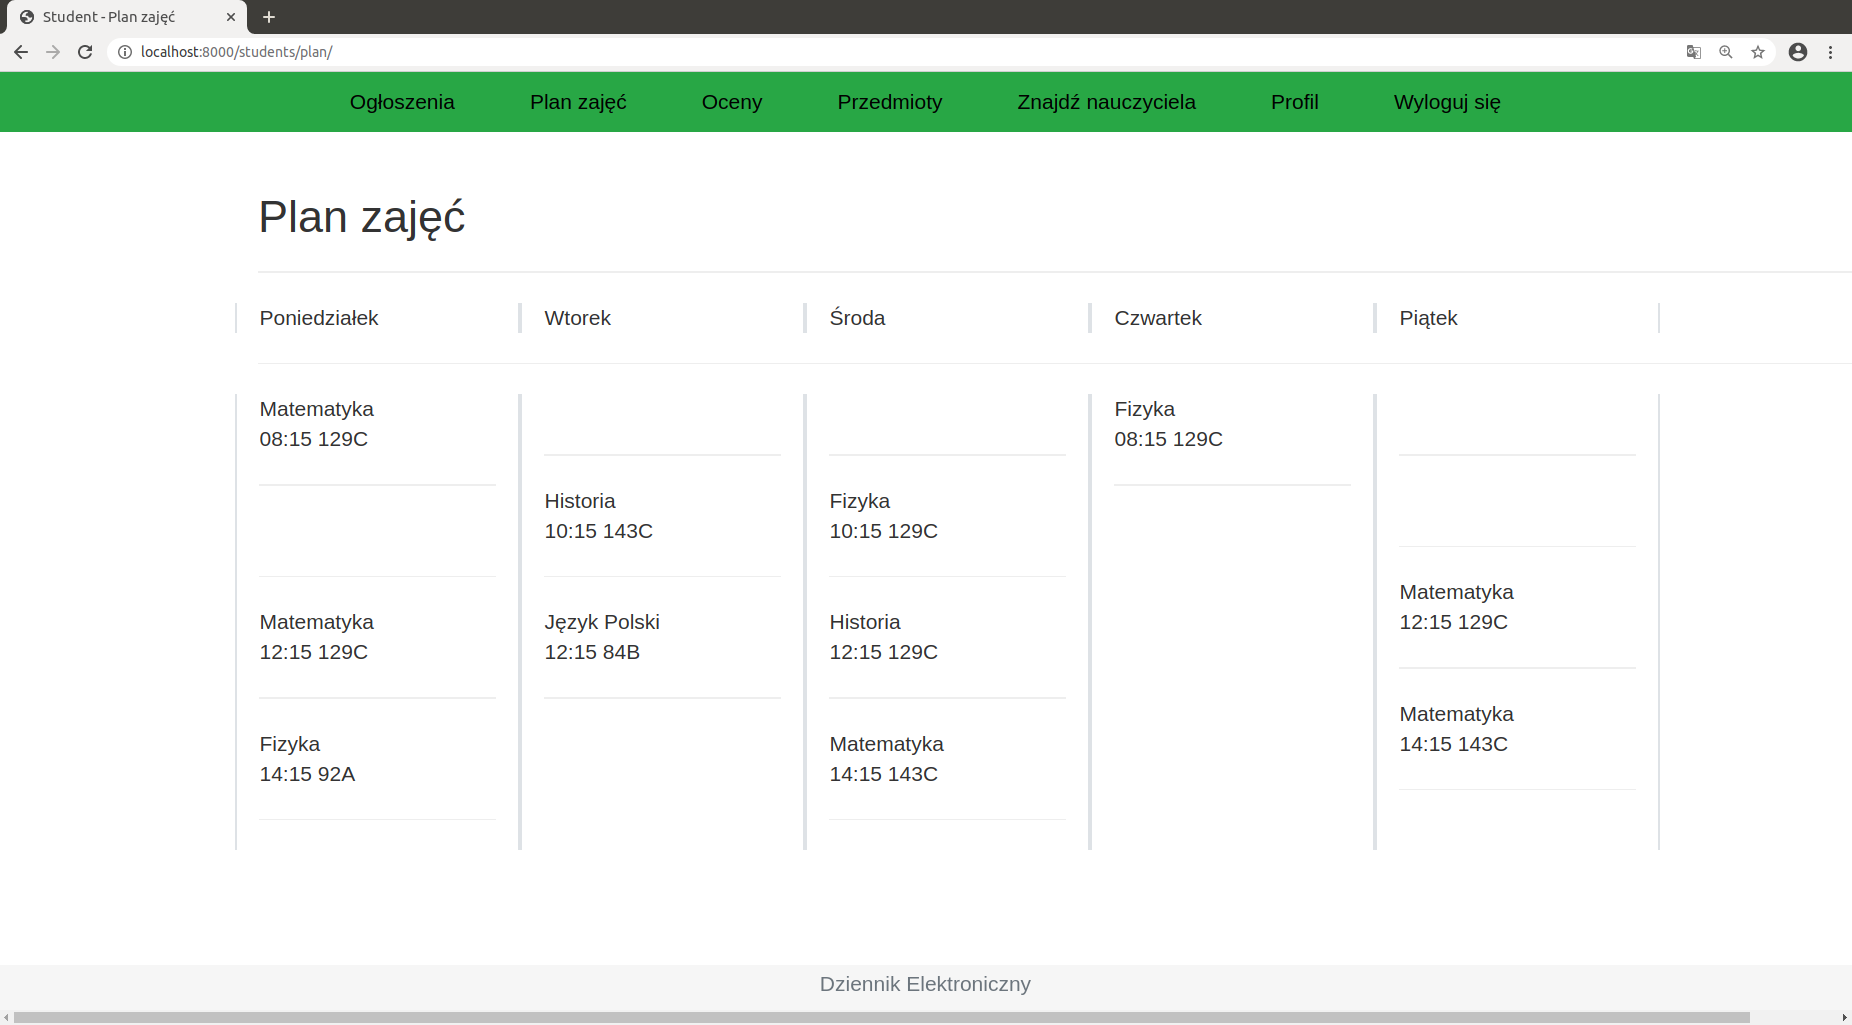 Student - Plan zajęć
localhost:8000/students/plan/
Ogłoszenia Plan zajęć Oceny Przedmioty Znajdź nauczyciela Profil Wyloguj się
Plan zajęć
Poniedziałek Wtorek Środa Czwartek Piątek
Matematyka
08:15 129C
Matematyka
12:15 129C
Fizyka
14:15 92A
Historia
10:15 143C
Język Polski
12:15 84B
Fizyka
10:15 129C
Historia
12:15 129C
Matematyka
14:15 143C
Fizyka
08:15 129C
Matematyka
12:15 129C
Matematyka
14:15 143C
Dziennik Elektroniczny